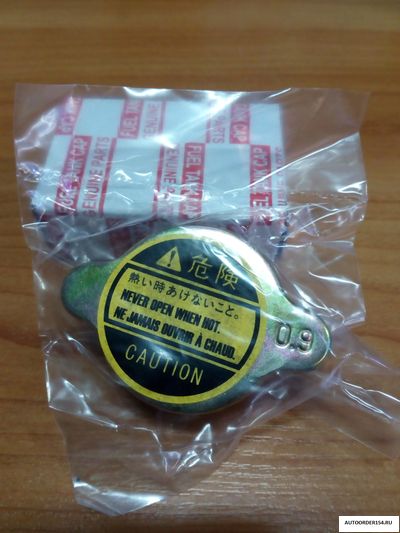 FUEL TANK CAP
GENUINE PARTS
⚠危険
熱い時あけないこと。
NEVER OPEN WHEN HOT.
NE JAMAIS OUVRIR À CHAUD.
CAUTION
0.9
AUTOORDER154.RU